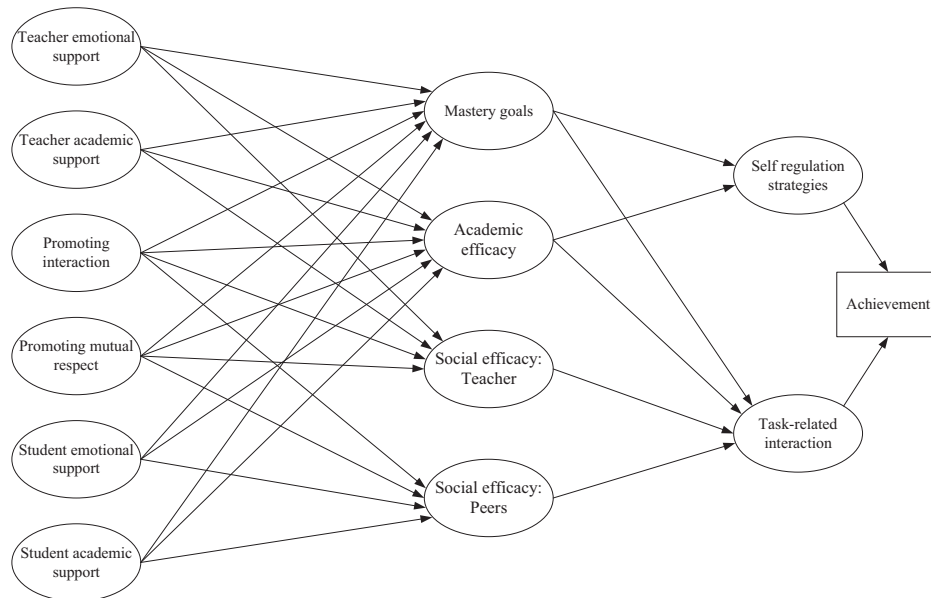 Teacher emotional
support
Teacher academic
support
Promoting
interaction
Promoting mutual
respect
Student emotional
support
Student academic
support
Mastery goals
Academic
efficacy
Social efficacy:
Teacher
Social efficacy:
Peers
Self regulation
strategies
Task-related
interaction
Achievement